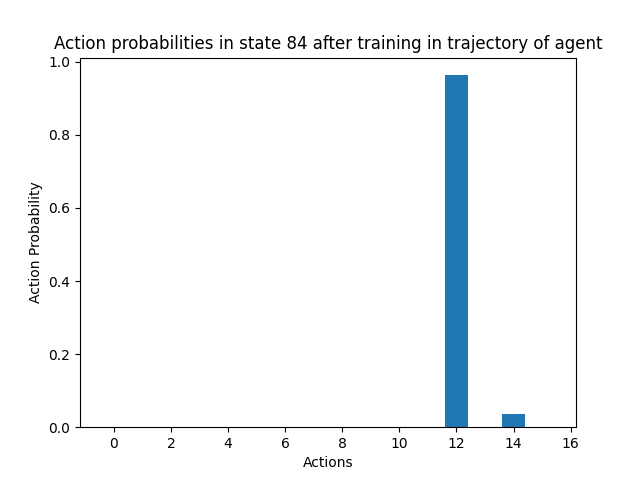 Action probabilities in state 84 after training in trajectory of agent
1.0
0.8
0.6
0.4
0.2
0.0
Action Probability
0 2 4 6 8 10 12 14 16
Actions